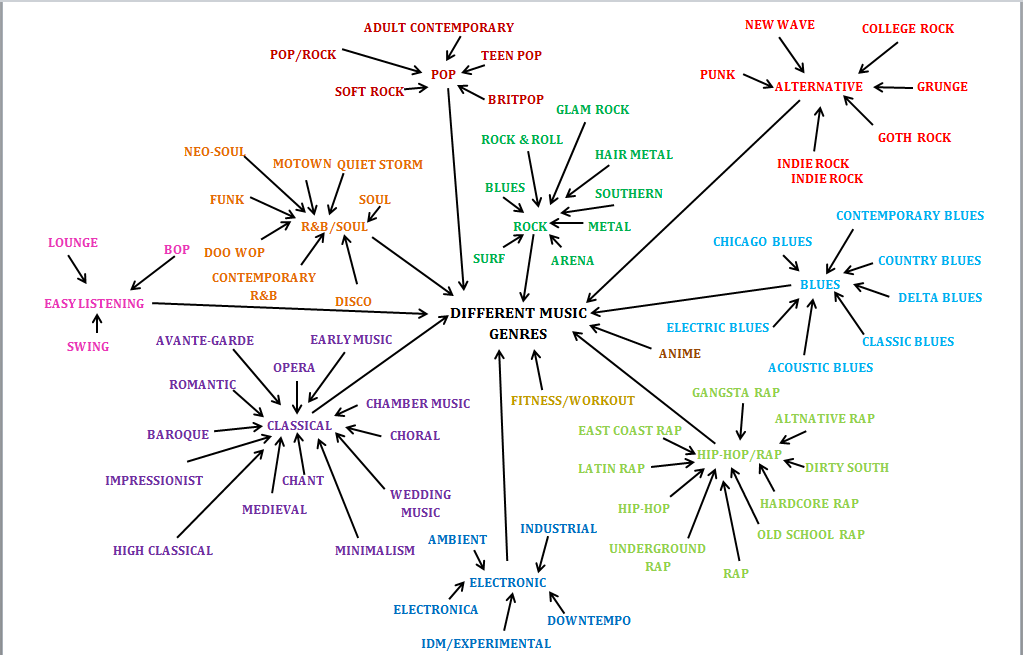 ADULT CONTEMPORARY
POP/ROCK
TEEN POP
POP
SOFT ROCK
BRITPOP
NEW WAVE
COLLEGE ROCK
PUNK
ALTERNATIVE
GRUNGE
GOTH ROCK
INDIE ROCK
INDIE ROCK
GLAM ROCK
ROCK & ROLL
HAIR METAL
BLUES
SOUTHERN
ROCK
METAL
SURF
ARENA
NEO-SOUL
MOTOWN
QUIET STORM
FUNK
SOUL
R&B/SOUL
DOO WOP
CONTEMPORARY
R&B
DISCO
LOUNGE
BOP
EASY LISTENING
SWING
CONTEMPORARY BLUES
CHICAGO BLUES
COUNTRY BLUES
BLUES
DELTA BLUES
ELECTRIC BLUES
CLASSIC BLUES
ACOUSTIC BLUES
DIFFERENT MUSIC
GENRES
ANIME
FITNESS/WORKOUT
AVANTE-GARDE
EARLY MUSIC
OPERA
ROMANTIC
CHAMBER MUSIC
CLASSICAL
BAROQUE
CHORAL
IMPRESSIONIST
CHANT
MEDIEVAL
WEDDING
MUSIC
HIGH CLASSICAL
MINIMALISM
GANGSTA RAP
EAST COAST RAP
ALTNATIVE RAP
HIP-HOP/RAP
LATIN RAP
DIRTY SOUTH
HIP-HOP
HARDCORE RAP
OLD SCHOOL RAP
UNDERGROUND
RAP
RAP
AMBIENT
INDUSTRIAL
ELECTRONIC
ELECTRONICA
DOWNTEMPO
IDM/EXPERIMENTAL